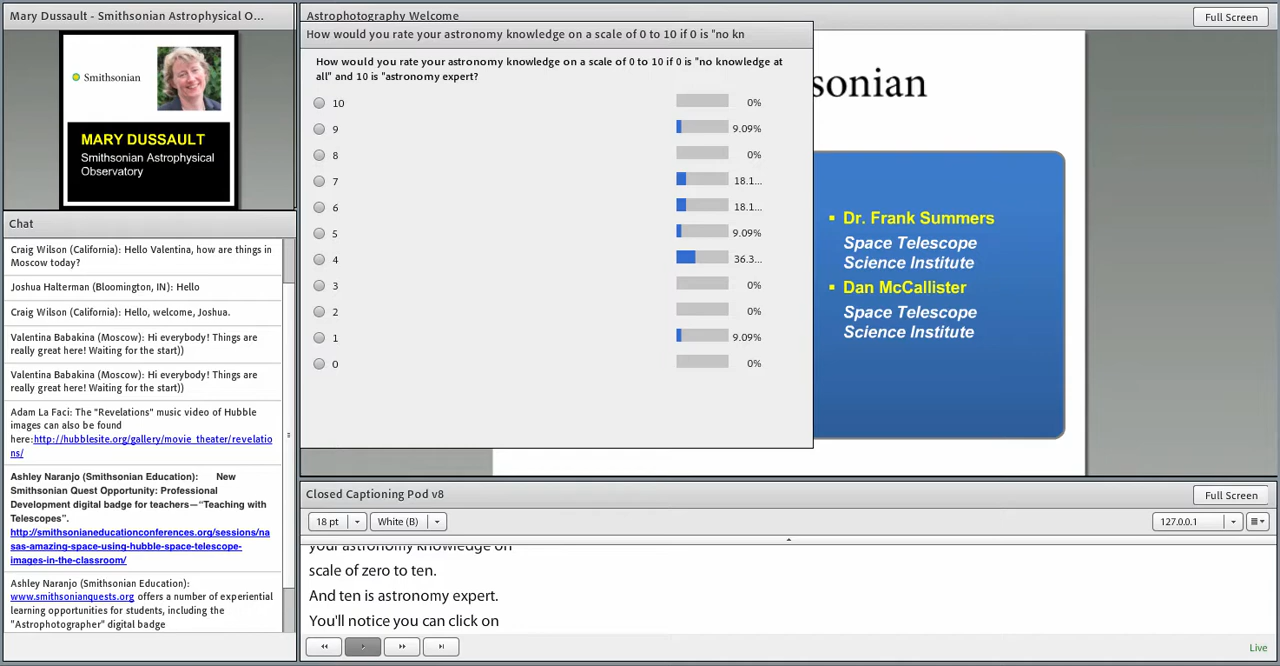 Mary Dussault - Smithsonian Astrophysical O...
Smithsonian
MARY DUSSAULT
Smithsonian Astrophysical
Observatory
Chat
Craig Wilson (California): Hello Valentina, how are things in
Moscow today?
Joshua Halterman (Bloomington, IN): Hello
Craig Wilson (California): Hello, welcome, Joshua.
Valentina Babakina (Moscow): Hi everybody! Things are
really great here! Waiting for the start))
Valentina Babakina (Moscow): Hi everybody! Things are
really great here! Waiting for the start))
Adam La Faci: The "Revelations" music video of Hubble
images can also be found
here:http://hubblesite.org/gallery/movie_theater/revelatio
ns/
Ashley Naranjo (Smithsonian Education): New
Smithsonian Quest Opportunity: Professional
Development digital badge for teachers—"Teaching with
Telescopes".
http://smithsonianeducationconferences.org/sessions/na
sas-amazing-space-using-hubble-space-telescope-
images-in-the-classroom/
Ashley Naranjo (Smithsonian Education):
www.smithsonianquests.org offers a number of experiential
learning opportunities for students, including the
"Astrophotographer" digital badge
Astrophotography Welcome
Full Screen
How would you rate your astronomy knowledge on a scale of 0 to 10 if 0 is "no kn
How would you rate your astronomy knowledge on a scale of 0 to 10 if 0 is "no knowledge at
all" and 10 is "astronomy expert?
10 0%
9 9.09%
8 0%
7 18.1...
6 18.1...
5 9.09%
4 36.3...
3 0%
2 0%
1 9.09%
0 0%
sonian
▪ Dr. Frank Summers
Space Telescope
Science Institute
▪ Dan McCallister
Space Telescope
Science Institute
Closed Captioning Pod v8
Full Screen
18 pt White (B) 127.0.0.1
your astronomy knowledge on
scale of zero to ten.
And ten is astronomy expert.
You'll notice you can click on
Live